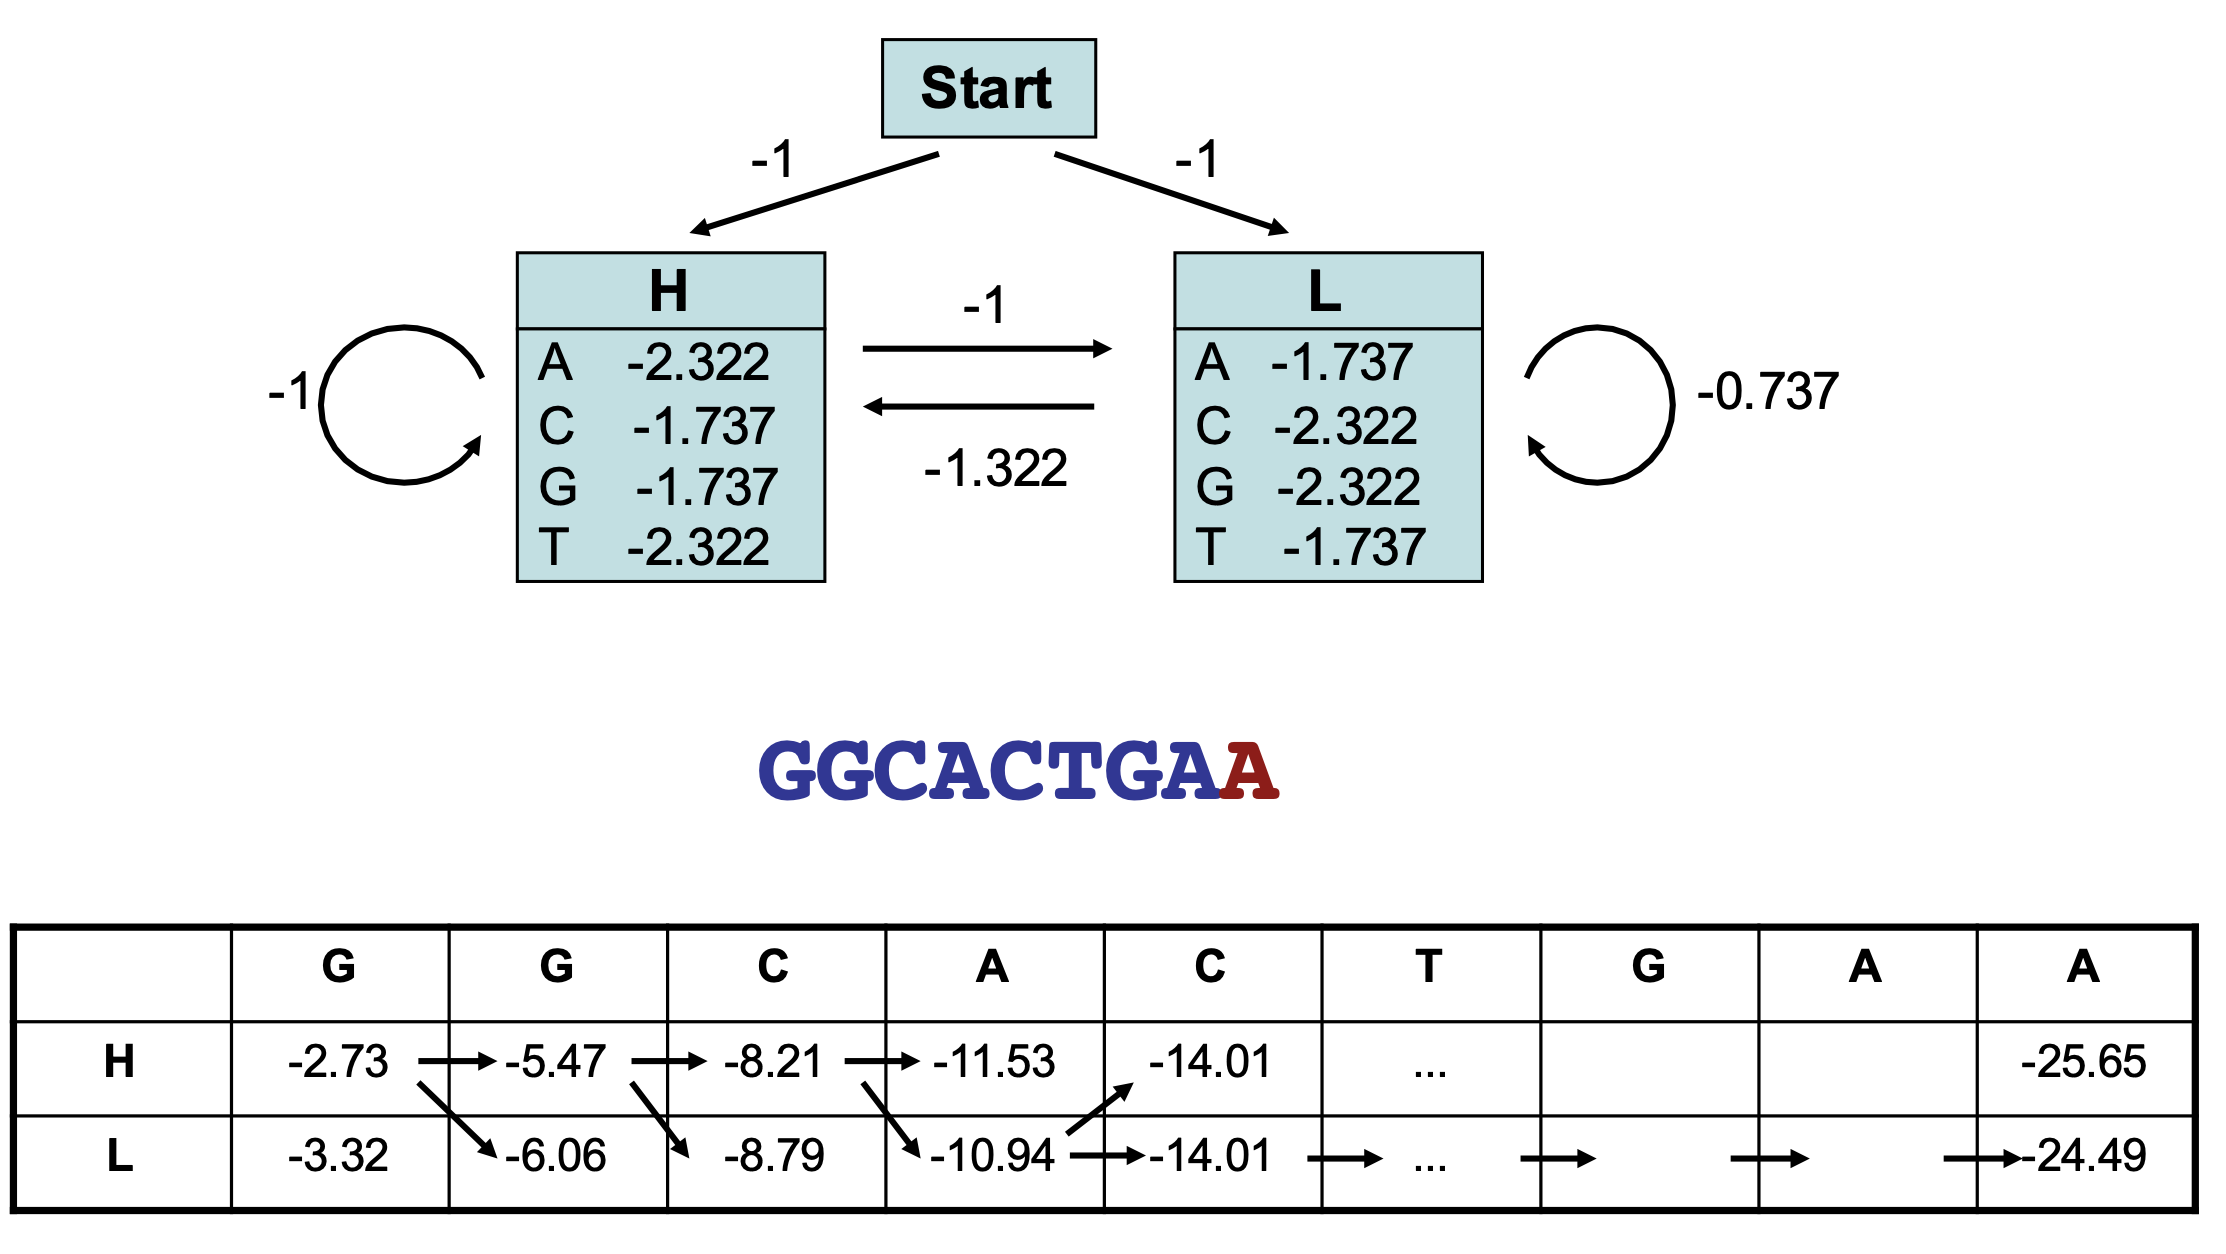 Start
-1 -1
H L
-1
A -2.322 A -1.737
-1 C -1.737 C -2.322 -0.737
-1.322
G -1.737 G -2.322
T -2.322 T -1.737
GGCACTGAA
G G C A C T G A A
H -2.73 -5.47 -8.21 -11.53 -14.01 ... -25.65
L -3.32 -6.06 -8.79 -10.94 -14.01 ... -24.49